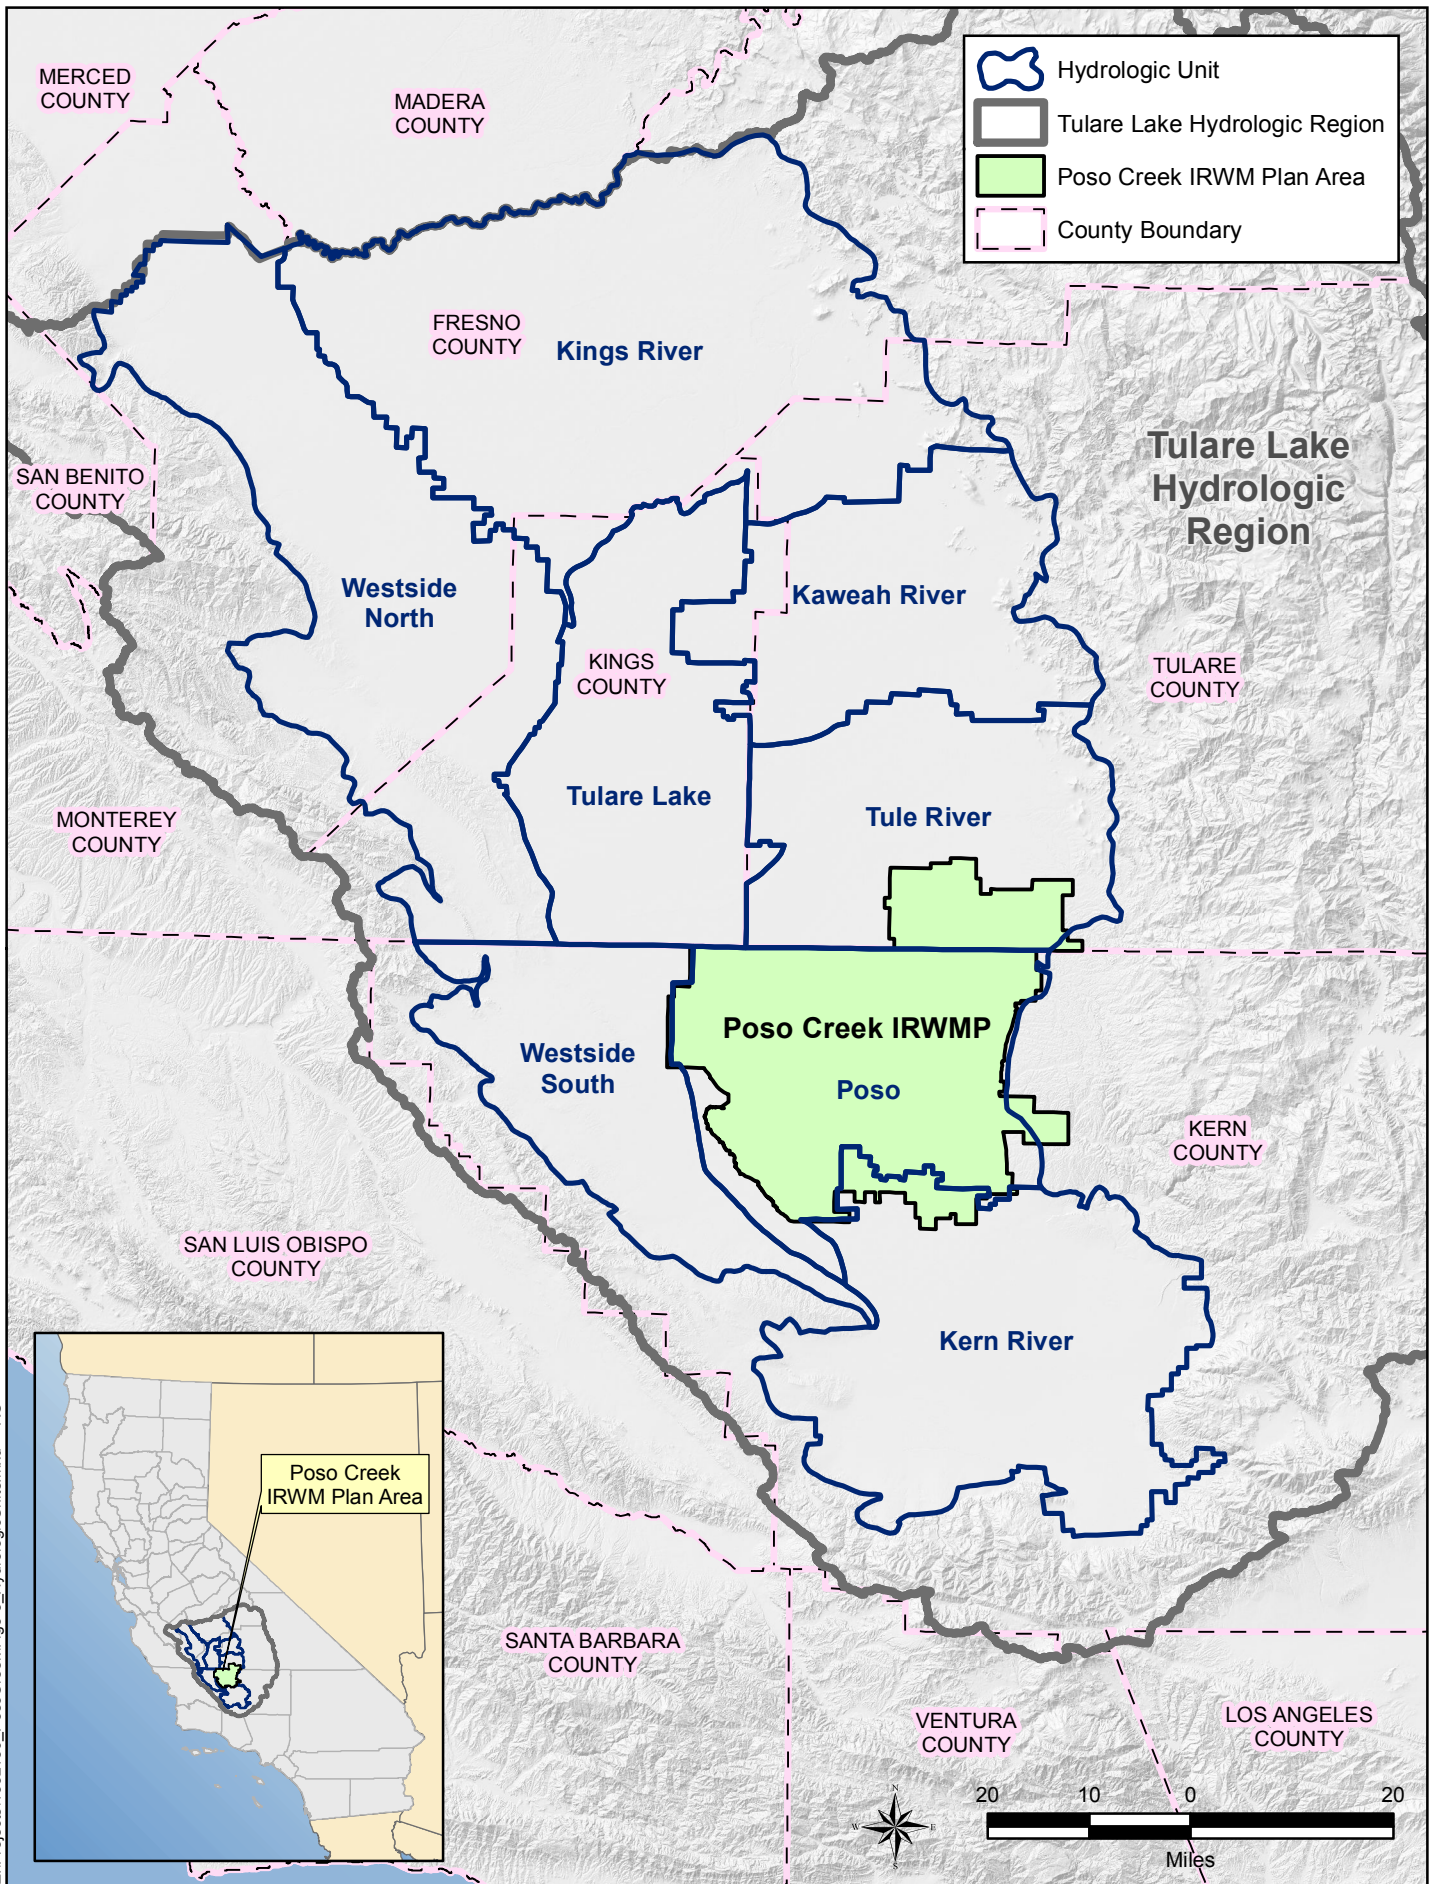 MERCED
COUNTY
MADERA
COUNTY
Hydrologic Unit
Tulare Lake Hydrologic Region
Poso Creek IRWM Plan Area
County Boundary
FRESNO
COUNTY
Kings River
Tulare Lake
Hydrologic
Region
SAN BENITO
COUNTY
Westside
North
Kaweah River
KINGS
COUNTY
TULARE
COUNTY
Tulare Lake
Tule River
MONTEREY
COUNTY
Poso Creek IRWMP
Westside
South
Poso
KERN
COUNTY
SAN LUIS OBISPO
COUNTY
Kern River
Poso Creek
IRWM Plan Area
SANTA BARBARA
COUNTY
VENTURA
COUNTY
LOS ANGELES
COUNTY
N
W E
S
20 10 0 20
Miles